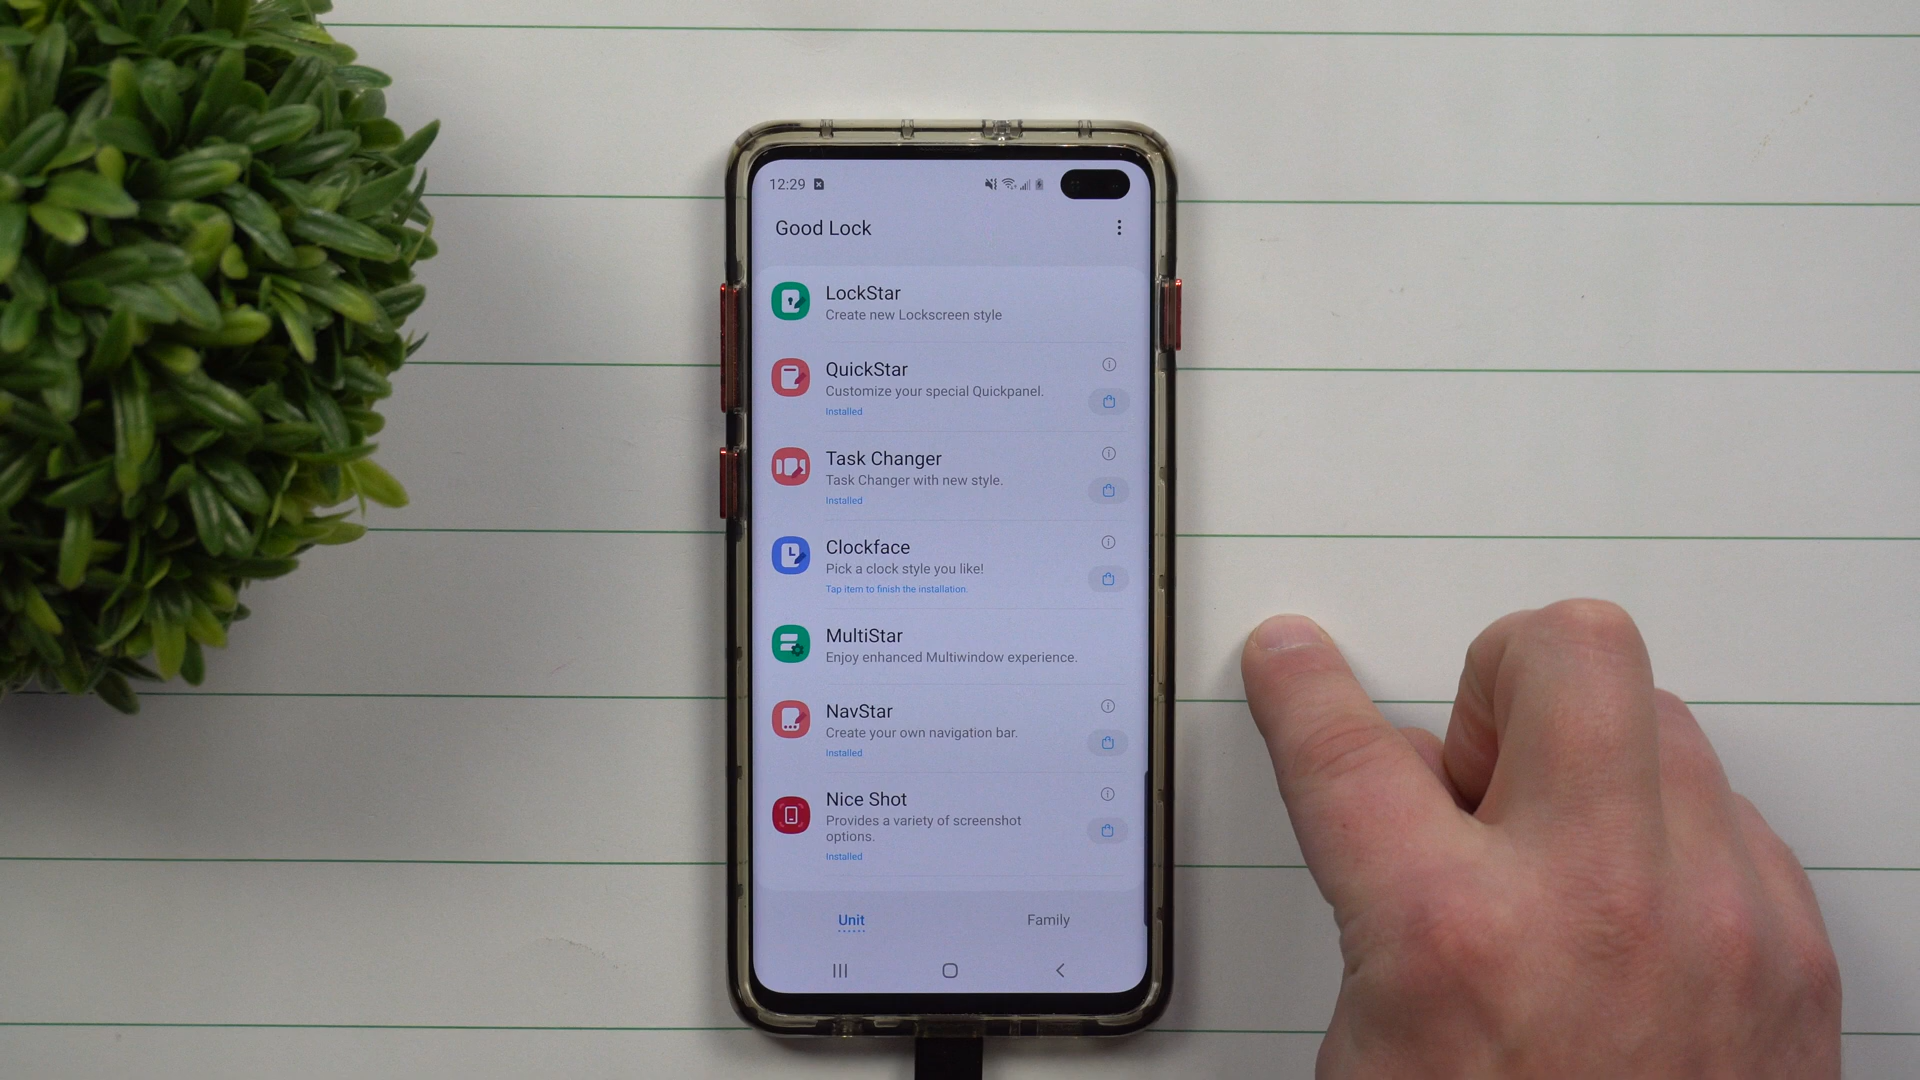 12:29
Good Lock
LockStar
Create new Lockscreen style
QuickStar
Customize your special Quickpanel.
Installed
Task Changer
Task Changer with new style.
Installed
Clockface
Pick a clock style you like!
Tap item to finish the installation.
MultiStar
Enjoy enhanced Multiwindow experience.
NavStar
Create your own navigation bar.
Installed
Nice Shot
Provides a variety of screenshot
options.
Installed
Unit
Family